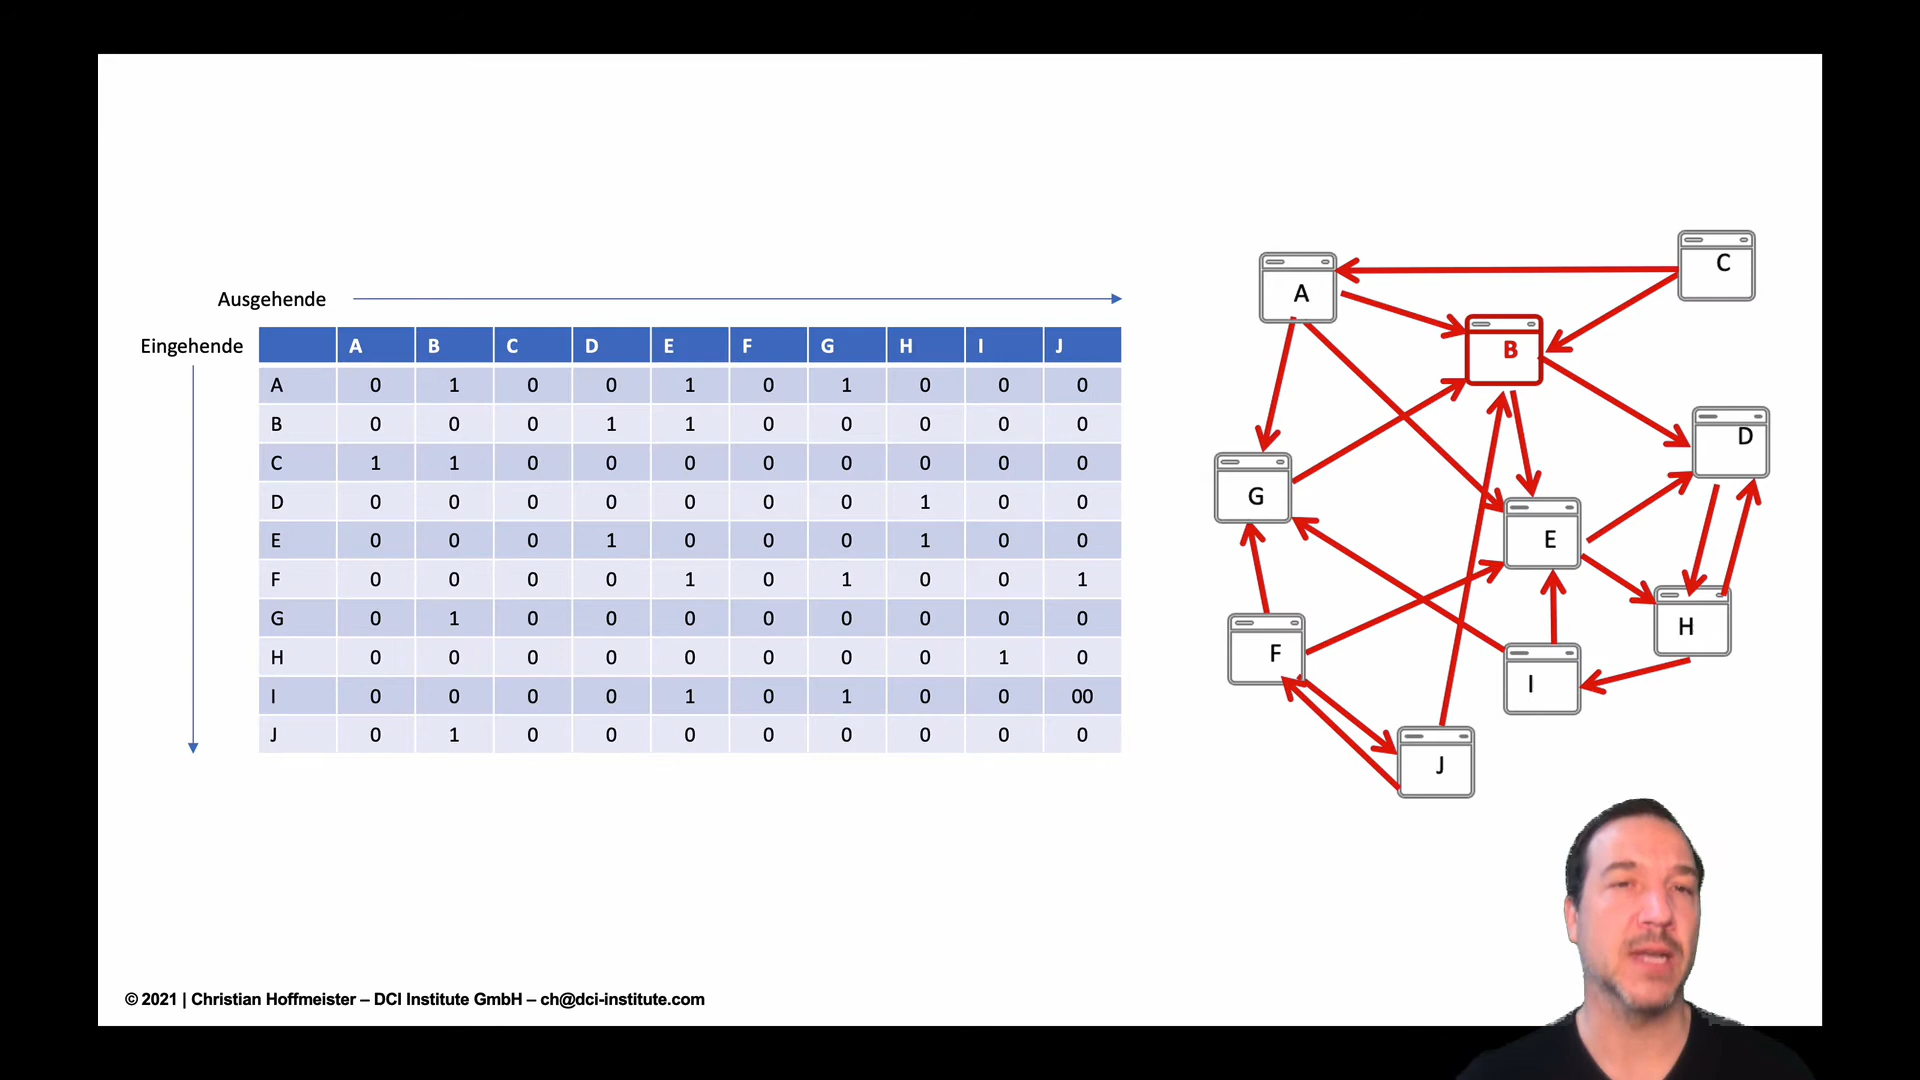 Ausgehende
Eingehende
A B C D E F G H I J
A 0 1 0 0 1 0 1 0 0 0
B 0 0 0 1 1 0 0 0 0 0
C 1 1 0 0 0 0 0 0 0 0
D 0 0 0 0 0 0 0 1 0 0
E 0 0 0 1 0 0 0 1 0 0
F 0 0 0 0 1 0 1 0 0 1
G 0 1 0 0 0 0 0 0 0 0
H 0 0 0 0 0 0 0 0 1 0
I 0 0 0 0 1 0 1 0 0 00
J 0 1 0 0 0 0 0 0 0 0
C
A
B
D
G
E
H
F
I
J
© 2021 | Christian Hoffmeister – DCI Institute GmbH – ch@dci-institute.com